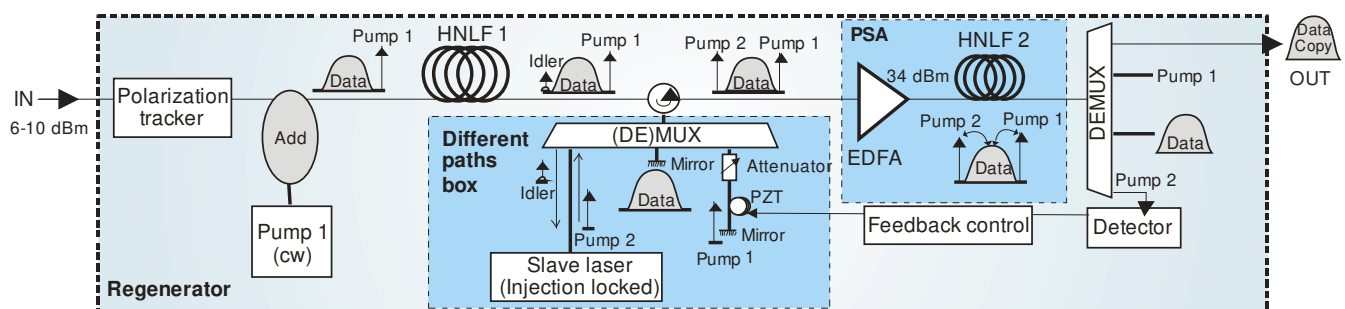 IN
6-10 dBm
Polarization
tracker
Add
Pump 1
(cw)
Regenerator
Pump 1
Data
HNLF 1
Idler
Pump 1
Data
Pump 2
Pump 1
Data
Different
paths
box
(DE)MUX
Idler
Pump 2
Slave laser
(Injection locked)
Mirror
Data
Attenuator
PZT
Mirror
Pump 1
PSA
EDFA
34 dBm
HNLF 2
Pump 2
Pump 1
Data
Feedback control
DEMUX
Pump 1
Data
Pump 2
Detector
Data
Copy
OUT